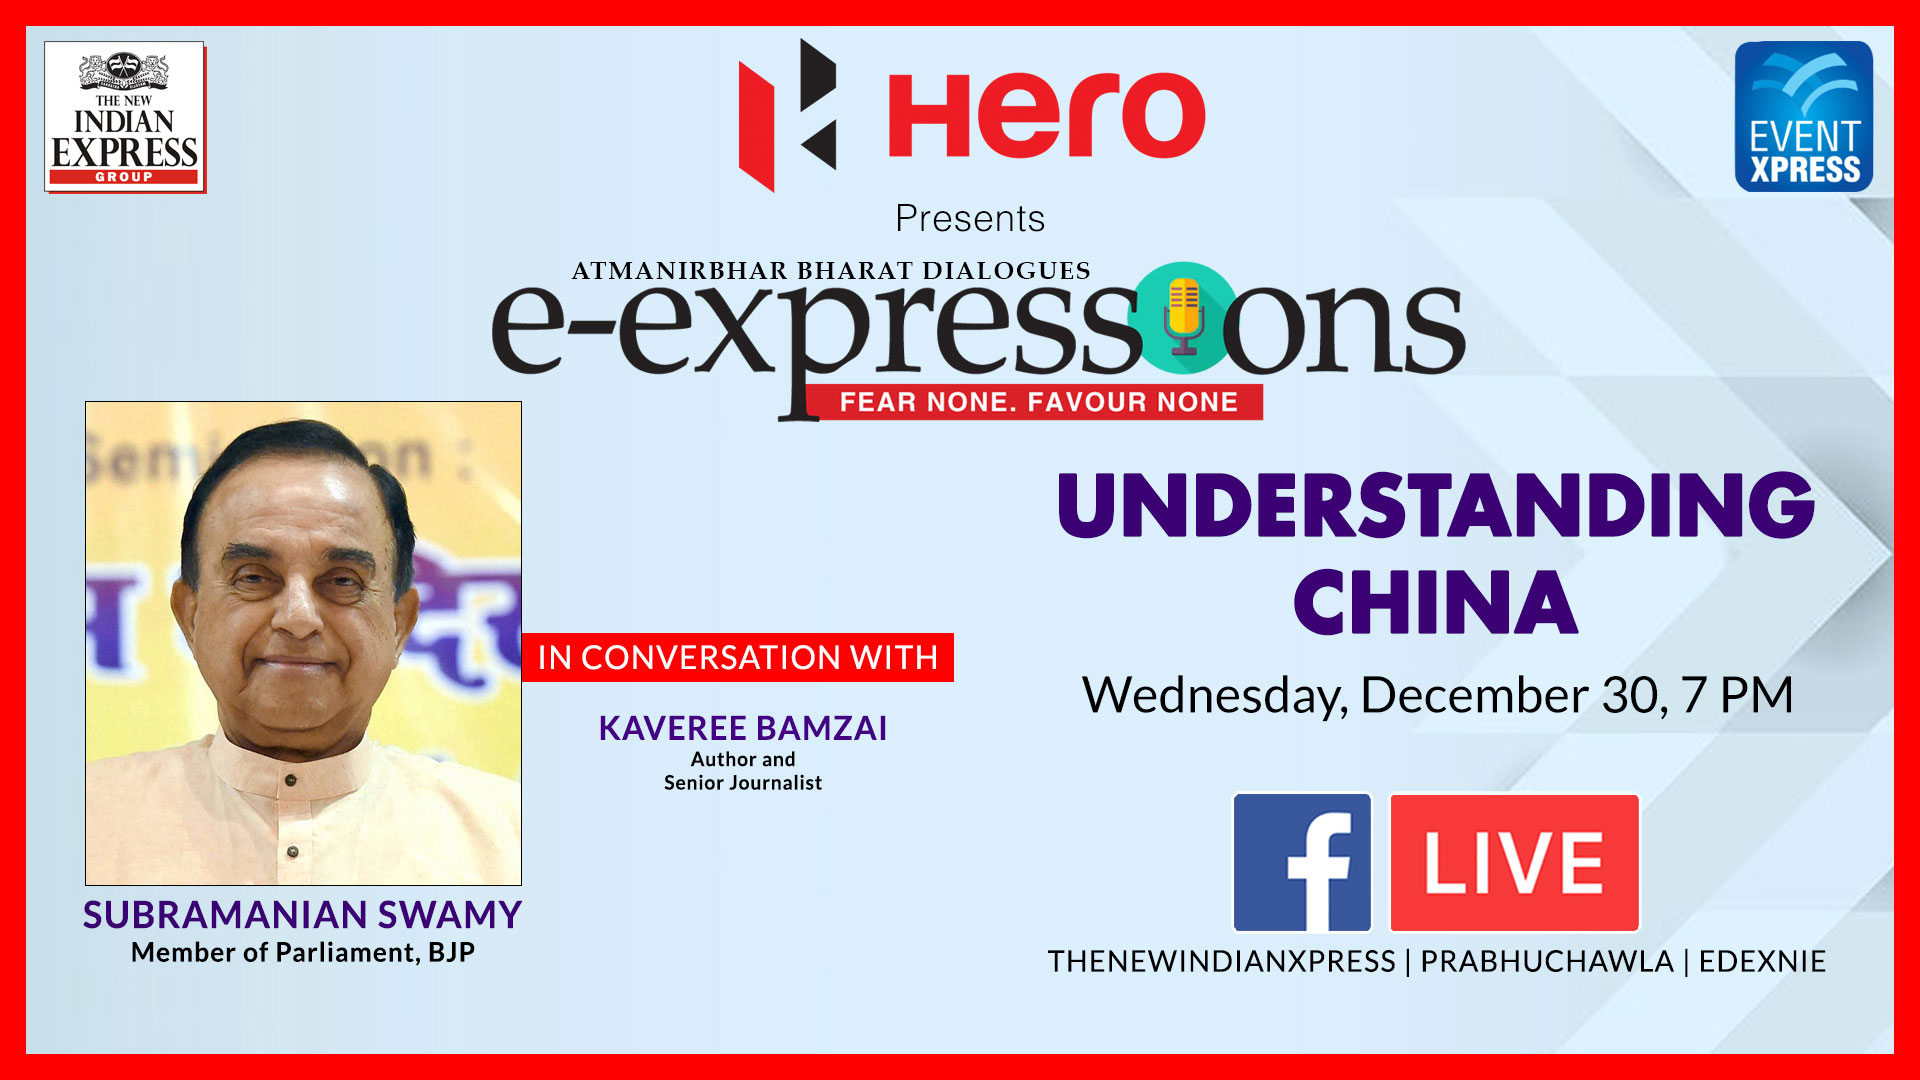 THE NEW
INDIAN
EXPRESS
GROUP
HERO
EVENT
XPRESS
Presents
ATMANIRBHAR BHARAT DIALOGUES
e-expressions
FEAR NONE. FAVOUR NONE
UNDERSTANDING
CHINA
Wednesday, December 30, 7 PM
IN CONVERSATION WITH
KAVEREE BAMZAI
Author and
Senior Journalist
SUBRAMANIAN SWAMY
Member of Parliament, BJP
f LIVE
THENEWINDIANXPRESS | PRABHUCHAWLA | EDEXNIE